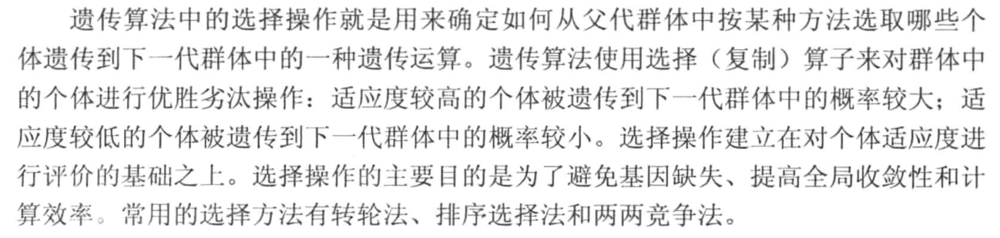 遗传算法中的选择操作就是用来确定如何从父代群体中按某种方法选取哪些个
体遗传到下一代群体中的一种遗传运算。遗传算法使用选择（复制）算子来对群体中
的个体进行优胜劣汰操作：适应度较高的个体被遗传到下一代群体中的概率较大；适
应度较低的个体被遗传到下一代群体中的概率较小。选择操作建立在对个体适应度进
行评价的基础之上。选择操作的主要目的是为了避免基因缺失、提高全局收敛性和计
算效率。常用的选择方法有转轮法、排序选择法和两两竞争法。